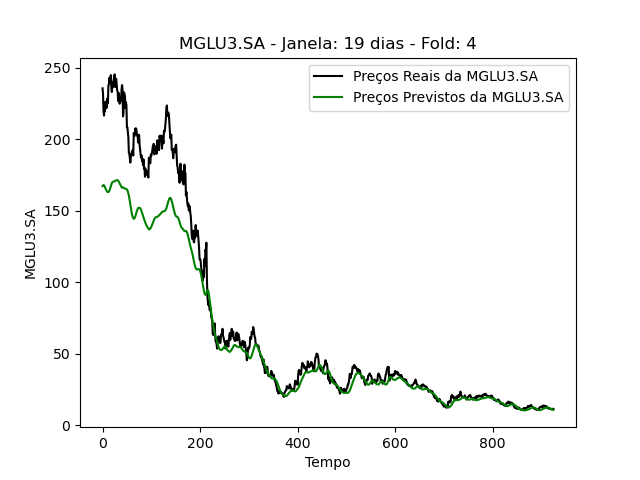 MGLU3.SA - Janela: 19 dias - Fold: 4
Preços Reais da MGLU3.SA
Preços Previstos da MGLU3.SA
MGLU3.SA
250
200
150
100
50
0
0
200
400
600
800
Tempo